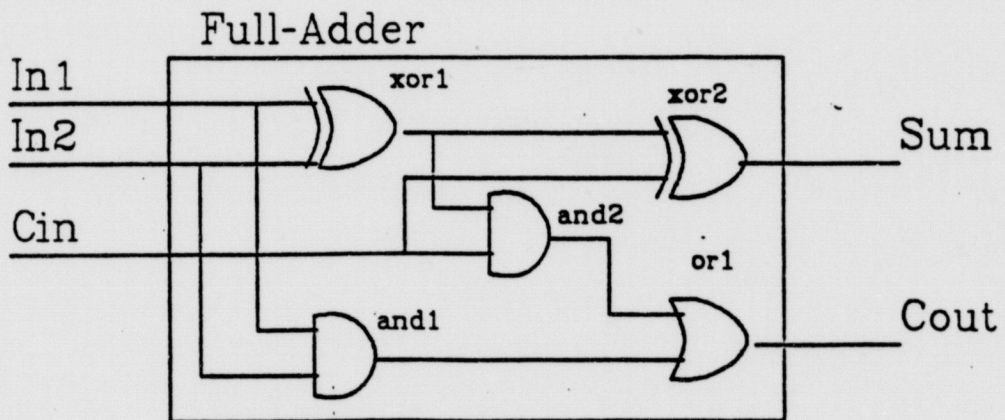 Full-Adder
In1
xor1
xor2
In2
Sum
Cin
and2
or1
and1
Cout